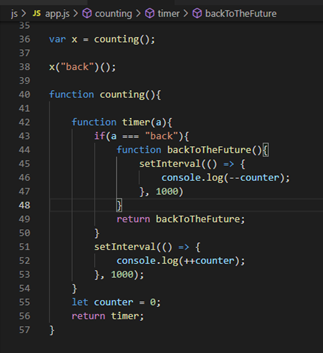 js > JS app.js > counting > timer > backToTheFuture
35
36 var x = counting();
37
38 x("back")();
39
40 function counting(){
41
42 function timer(a){
43 if(a === "back"){
44 function backToTheFuture(){
45 setInterval(() => {
46 console.log(--counter);
47 }, 1000)
48 }
49 return backToTheFuture;
50 }
51 setInterval(() => {
52 console.log(++counter);
53 }, 1000);
54 }
55 let counter = 0;
56 return timer;
57 }